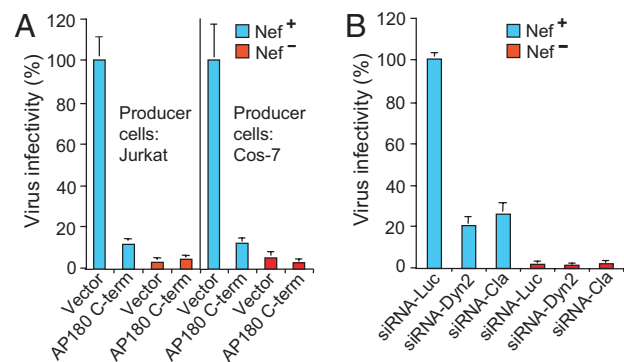 A
Virus infectivity (%)
120
100
80
60
40
20
0
Nef +
Nef −
Producer
cells:
Jurkat
Producer
cells:
Cos-7
Vector
AP180 C-term
Vector
AP180 C-term
Vector
AP180 C-term
Vector
AP180 C-term
B
Virus infectivity (%)
120
100
80
60
40
20
0
Nef +
Nef −
siRNA-Luc
siRNA-Dyn2
siRNA-Cla
siRNA-Luc
siRNA-Dyn2
siRNA-Cla